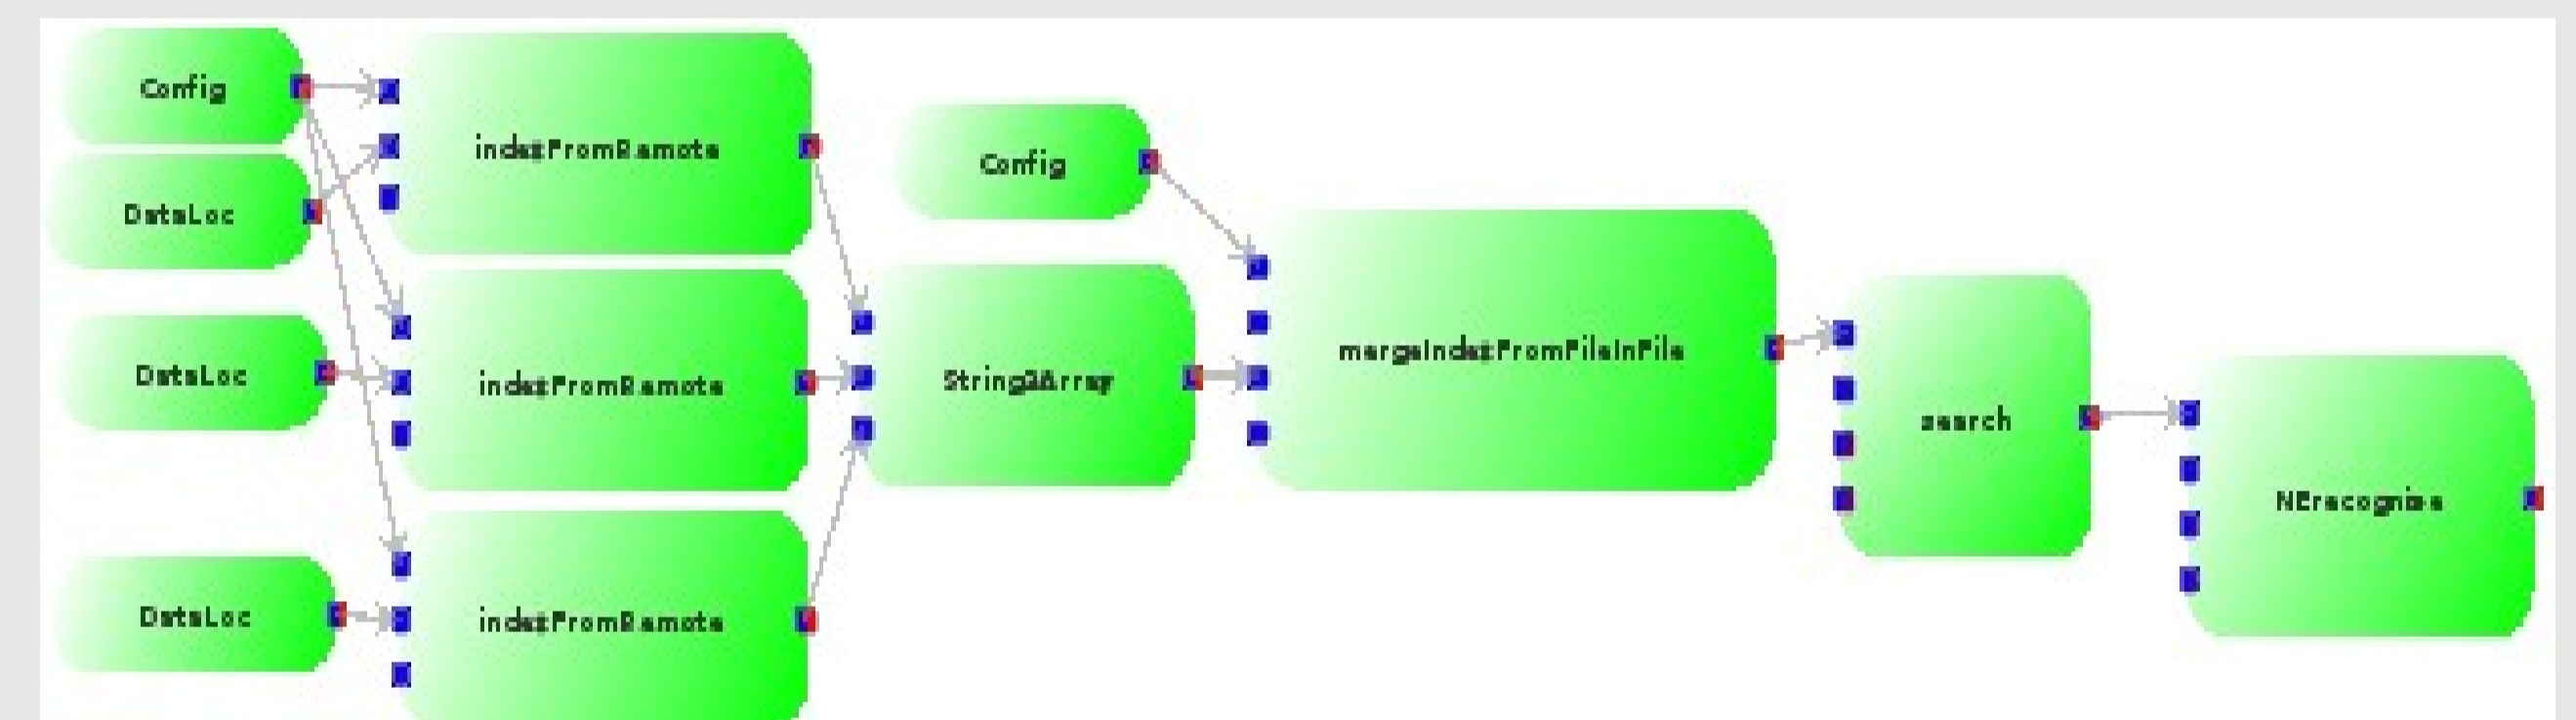 Config
DataLoc
DataLoc
DataLoc
indexFromRemote
indexFromRemote
indexFromRemote
Config
String2Array
mergeIndexFromFileInFile
search
NErecognise